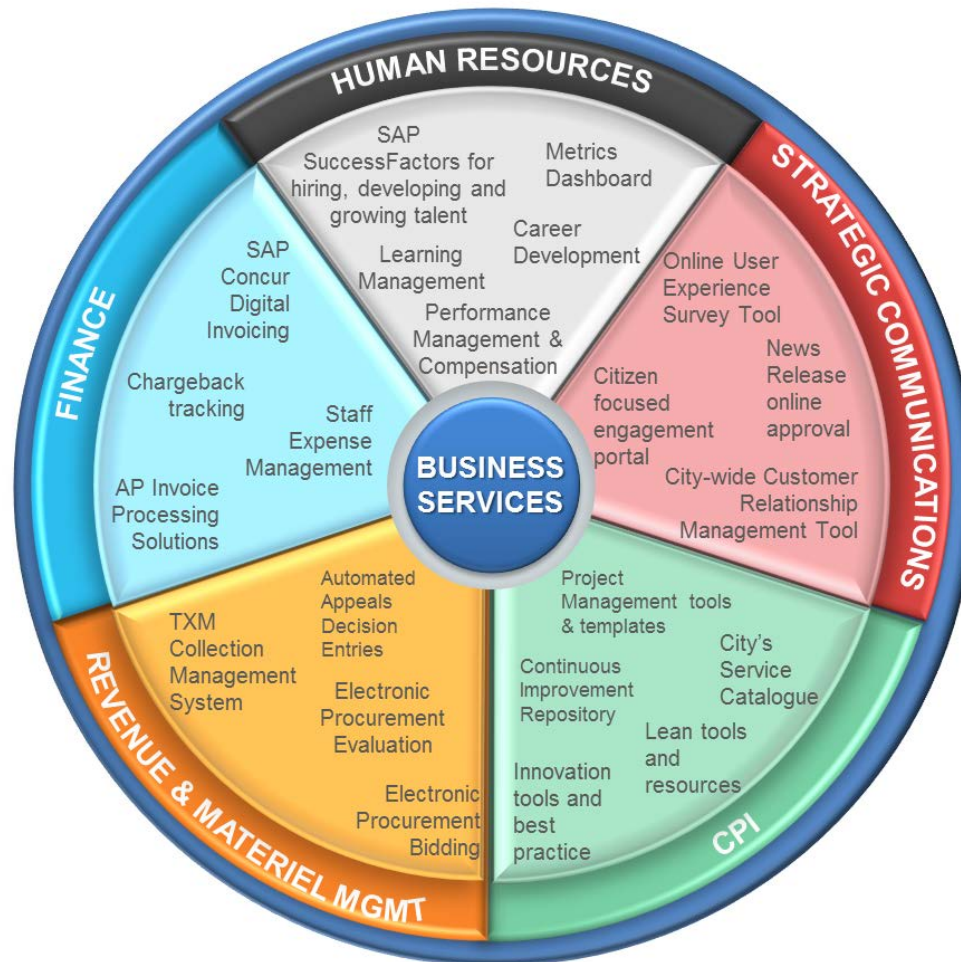 HUMAN RESOURCES
SAP
SuccessFactors for
hiring, developing and
growing talent
Metrics
Dashboard
Career
Development
Learning
Management
Performance
Management &
Compensation
STRATEGIC COMMUNICATIONS
Online User
Experience
Survey Tool
News
Release
online
approval
Citizen
focused
engagement
portal
City-wide Customer
Relationship
Management Tool
CPI
Project
Management tools
& templates
City's
Service
Catalogue
Continuous
Improvement
Repository
Lean tools
and
resources
Innovation
tools and
best
practice
REVENUE & MATERIEL MGMT
Automated
Appeals
Decision
Entries
TXM
Collection
Management
System
Electronic
Procurement
Evaluation
Electronic
Procurement
Bidding
FINANCE
SAP
Concur
Digital
Invoicing
Chargeback
tracking
Staff
Expense
Management
AP Invoice
Processing
Solutions
BUSINESS
SERVICES